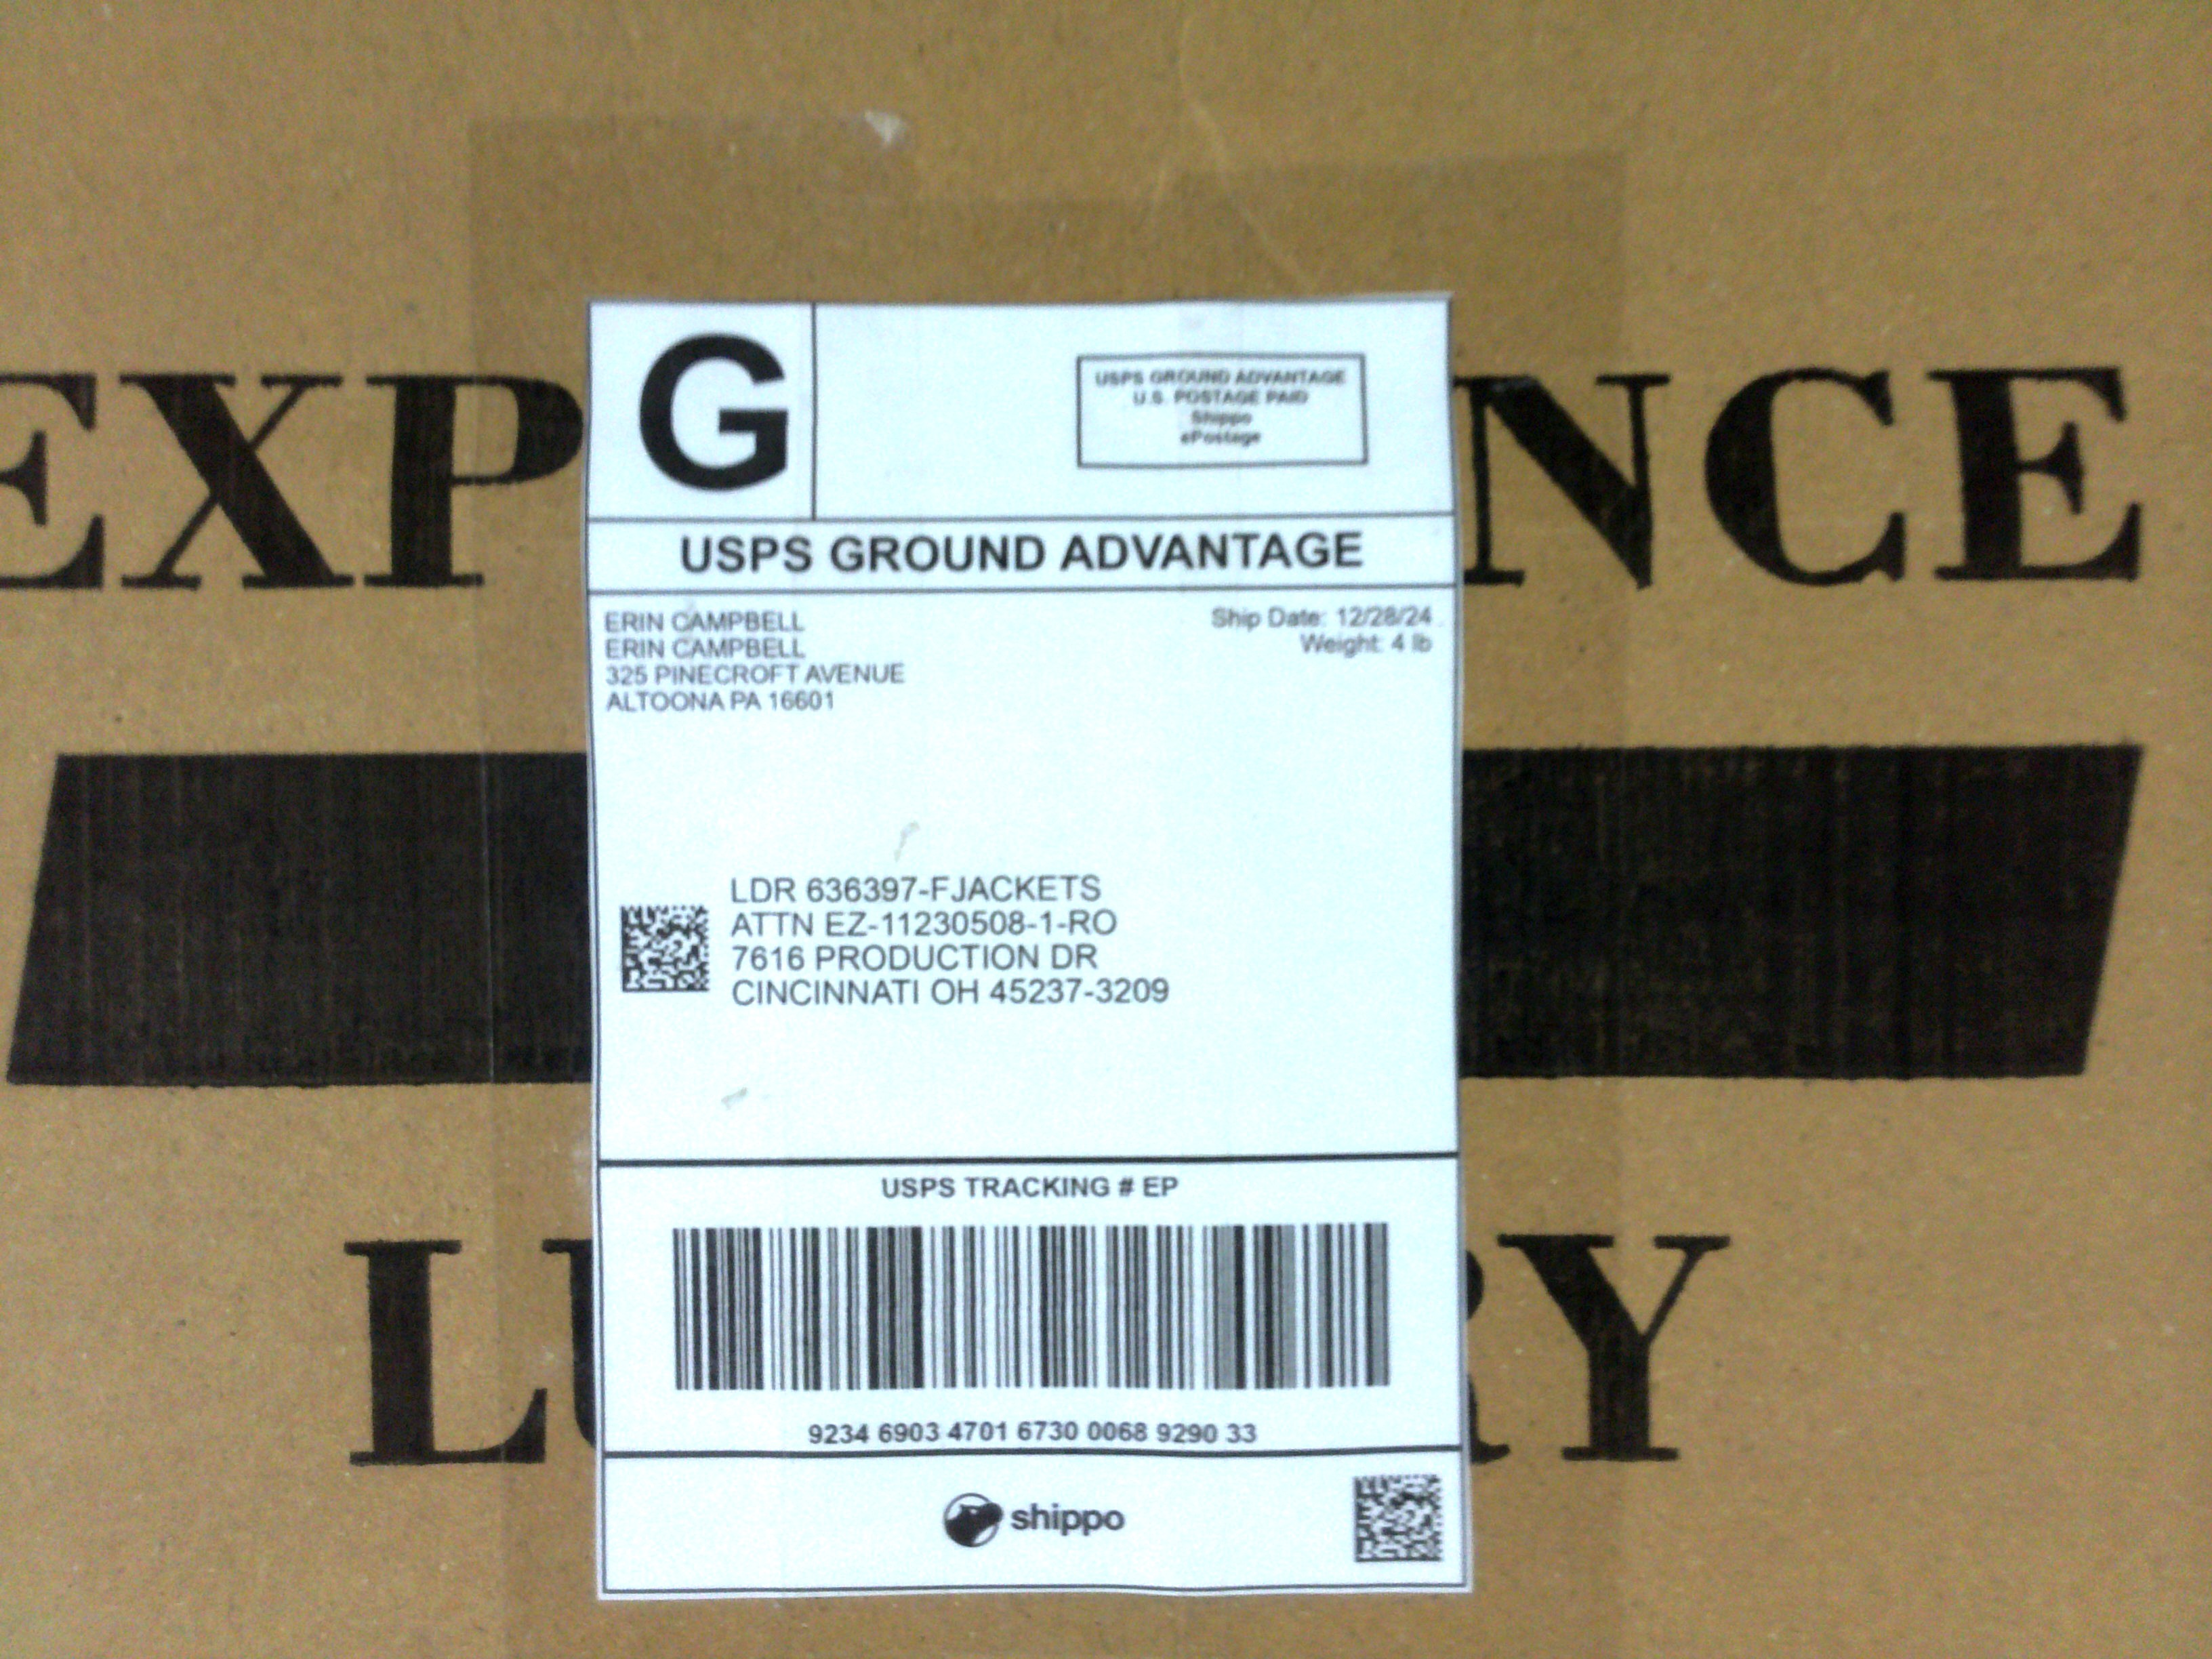 EXP
NCE
G
USPS GROUND ADVANTAGE
U.S. POSTAGE PAID
Shippo
ePostage
USPS GROUND ADVANTAGE
ERIN CAMPBELL
ERIN CAMPBELL
325 PINECROFT AVENUE
ALTOONA PA 16601
Ship Date: 12/28/24
Weight: 4 lb
LDR 636397-FJACKETS
ATTN EZ-11230508-1-RO
7616 PRODUCTION DR
CINCINNATI OH 45237-3209
USPS TRACKING # EP
9234 6903 4701 6730 0068 9290 33
L
RY
shippo